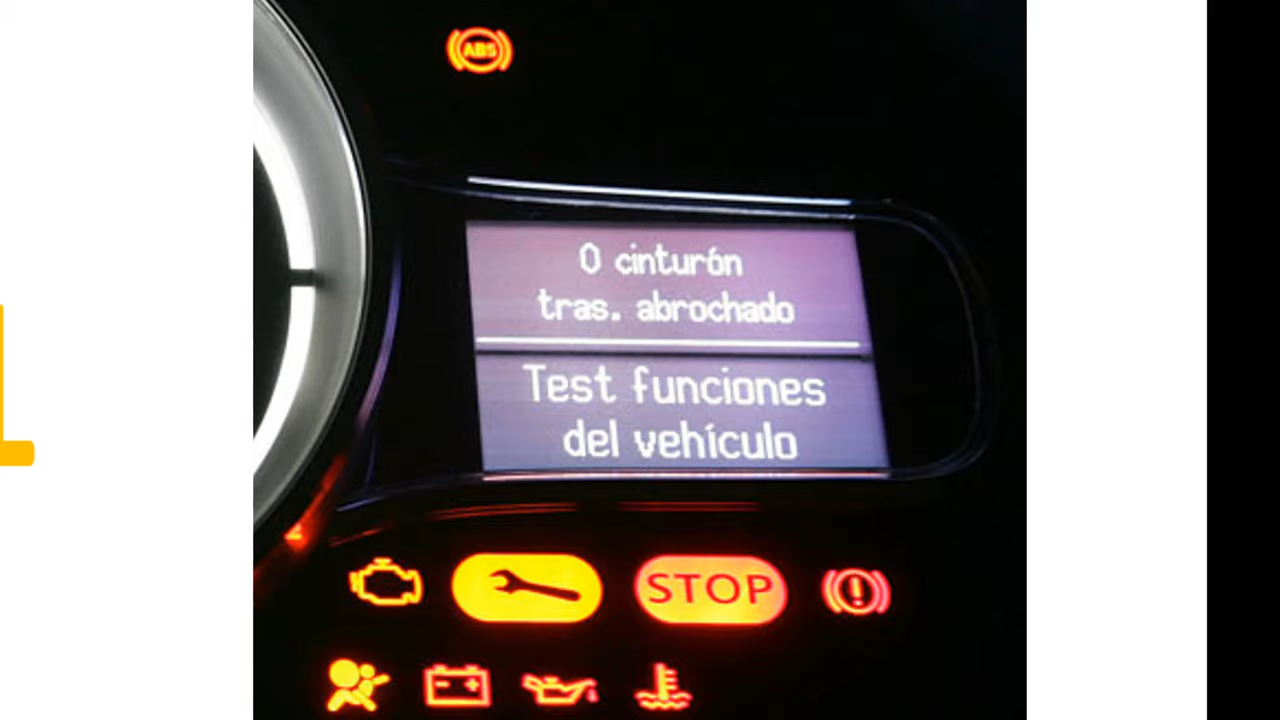 ABS
0 cinturón
tras. abrochado
Test funciones
del vehículo
STOP